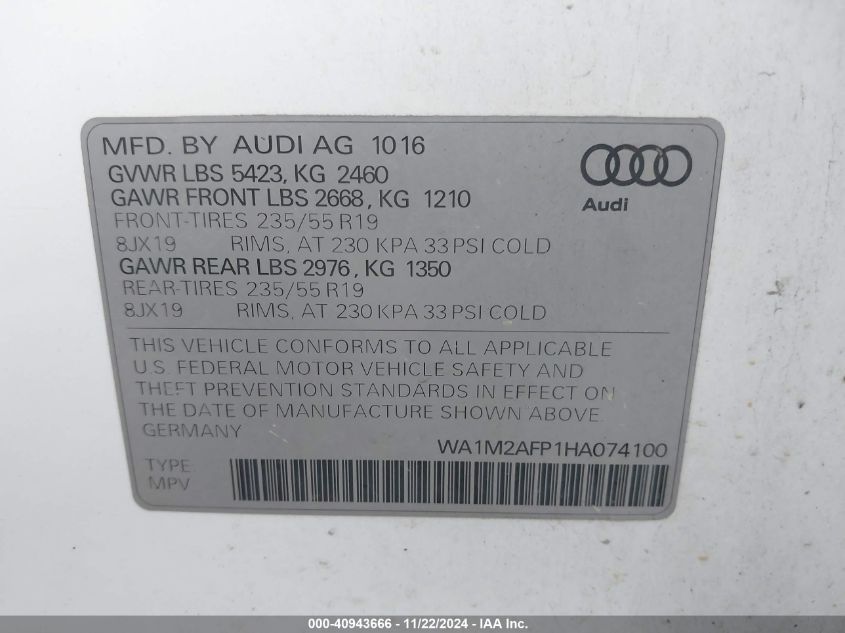 MFD. BY AUDI AG 1016
GVWR LBS 5423, KG 2460
GAWR FRONT LBS 2668, KG 1210
FRONT-TIRES 235/55 R19
8JX19 RIMS, AT 230 KPA 33 PSI COLD
GAWR REAR LBS 2976, KG 1350
REAR-TIRES 235/55 R19
8JX19 RIMS, AT 230 KPA 33 PSI COLD
Audi
THIS VEHICLE CONFORMS TO ALL APPLICABLE
U.S. FEDERAL MOTOR VEHICLE SAFETY AND
THEFT PREVENTION STANDARDS IN EFFECT ON
THE DATE OF MANUFACTURE SHOWN ABOVE.
GERMANY
WA1M2AFP1HA074100
TYPE
MPV
000-40943666 - 11/22/2024 - IAA Inc.